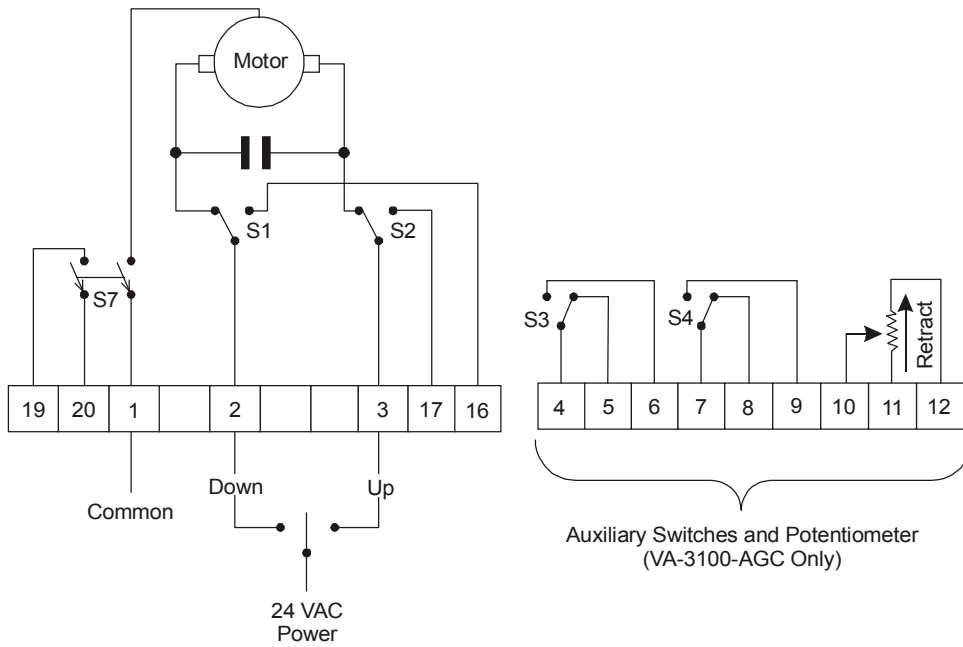 Motor
S1
S2
S7
S3
S4
Retract
19 20 1 2 3 17 16
4 5 6 7 8 9 10 11 12
Common
Down
Up
24 VAC
Power
Auxiliary Switches and Potentiometer
(VA-3100-AGC Only)